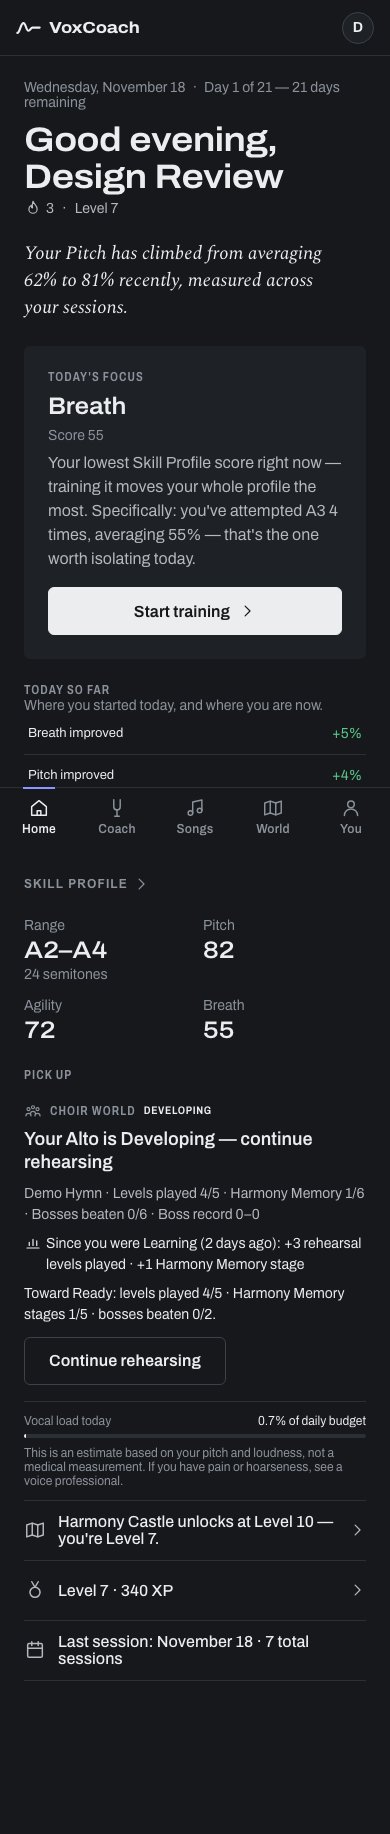 VoxCoach
D
Wednesday, November 18 · Day 1 of 21 — 21 days
remaining
Good evening,
Design Review
3 · Level 7
Your Pitch has climbed from averaging
62% to 81% recently, measured across
your sessions.
TODAY'S FOCUS
Breath
Score 55
Your lowest Skill Profile score right now —
training it moves your whole profile the
most. Specifically: you've attempted A3 4
times, averaging 55% — that's the one
worth isolating today.
Start training
TODAY SO FAR
Where you started today, and where you are now.
Breath improved +5%
Pitch improved +4%
Home Coach Songs World You
SKILL PROFILE
Range Pitch
A2–A4 82
24 semitones
Agility Breath
72 55
PICK UP
CHOIR WORLD DEVELOPING
Your Alto is Developing — continue
rehearsing
Demo Hymn · Levels played 4/5 · Harmony Memory 1/6
· Bosses beaten 0/6 · Boss record 0–0
Since you were Learning (2 days ago): +3 rehearsal
levels played · +1 Harmony Memory stage
Toward Ready: levels played 4/5 · Harmony Memory
stages 1/5 · bosses beaten 0/2.
Continue rehearsing
Vocal load today 0.7% of daily budget
This is an estimate based on your pitch and loudness, not a
medical measurement. If you have pain or hoarseness, see a
voice professional.
Harmony Castle unlocks at Level 10 —
you're Level 7.
Level 7 · 340 XP
Last session: November 18 · 7 total
sessions